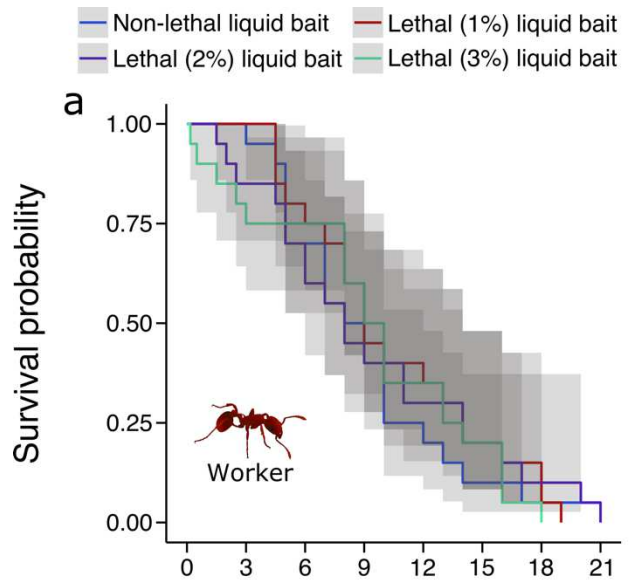 Non-lethal liquid bait Lethal (1%) liquid bait
Lethal (2%) liquid bait Lethal (3%) liquid bait
a
1.00
0.75
0.50
0.25
0.00
Survival probability
Worker
0 3 6 9 12 15 18 21